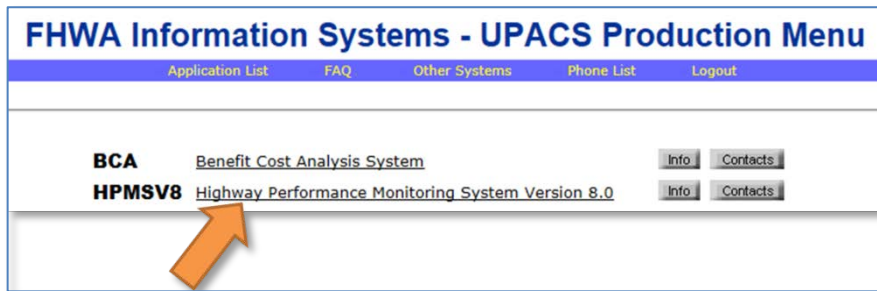 FHWA Information Systems - UPACS Production Menu
Application List FAQ Other Systems Phone List Logout
BCA Benefit Cost Analysis System Info Contacts
HPMSV8 Highway Performance Monitoring System Version 8.0 Info Contacts